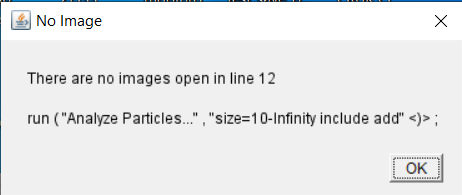 No Image
There are no images open in line 12
run ( "Analyze Particles..." , "size=10-Infinity include add" <)> ;
OK